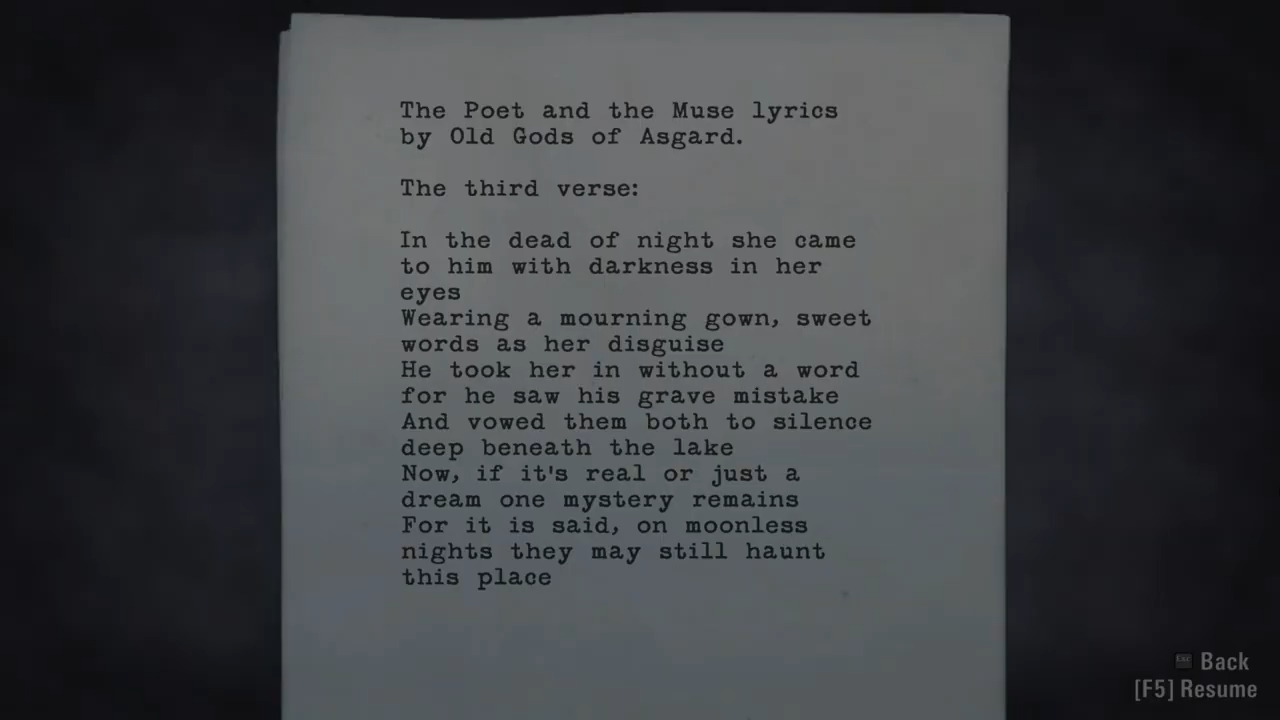 The Poet and the Muse lyrics
by Old Gods of Asgard.
The third verse:
In the dead of night she came
to him with darkness in her
eyes
Wearing a mourning gown, sweet
words as her disguise
He took her in without a word
for he saw his grave mistake
And vowed them both to silence
deep beneath the lake
Now, if it's real or just a
dream one mystery remains
For it is said, on moonless
nights they may still haunt
this place
Esc Back
[F5] Resume